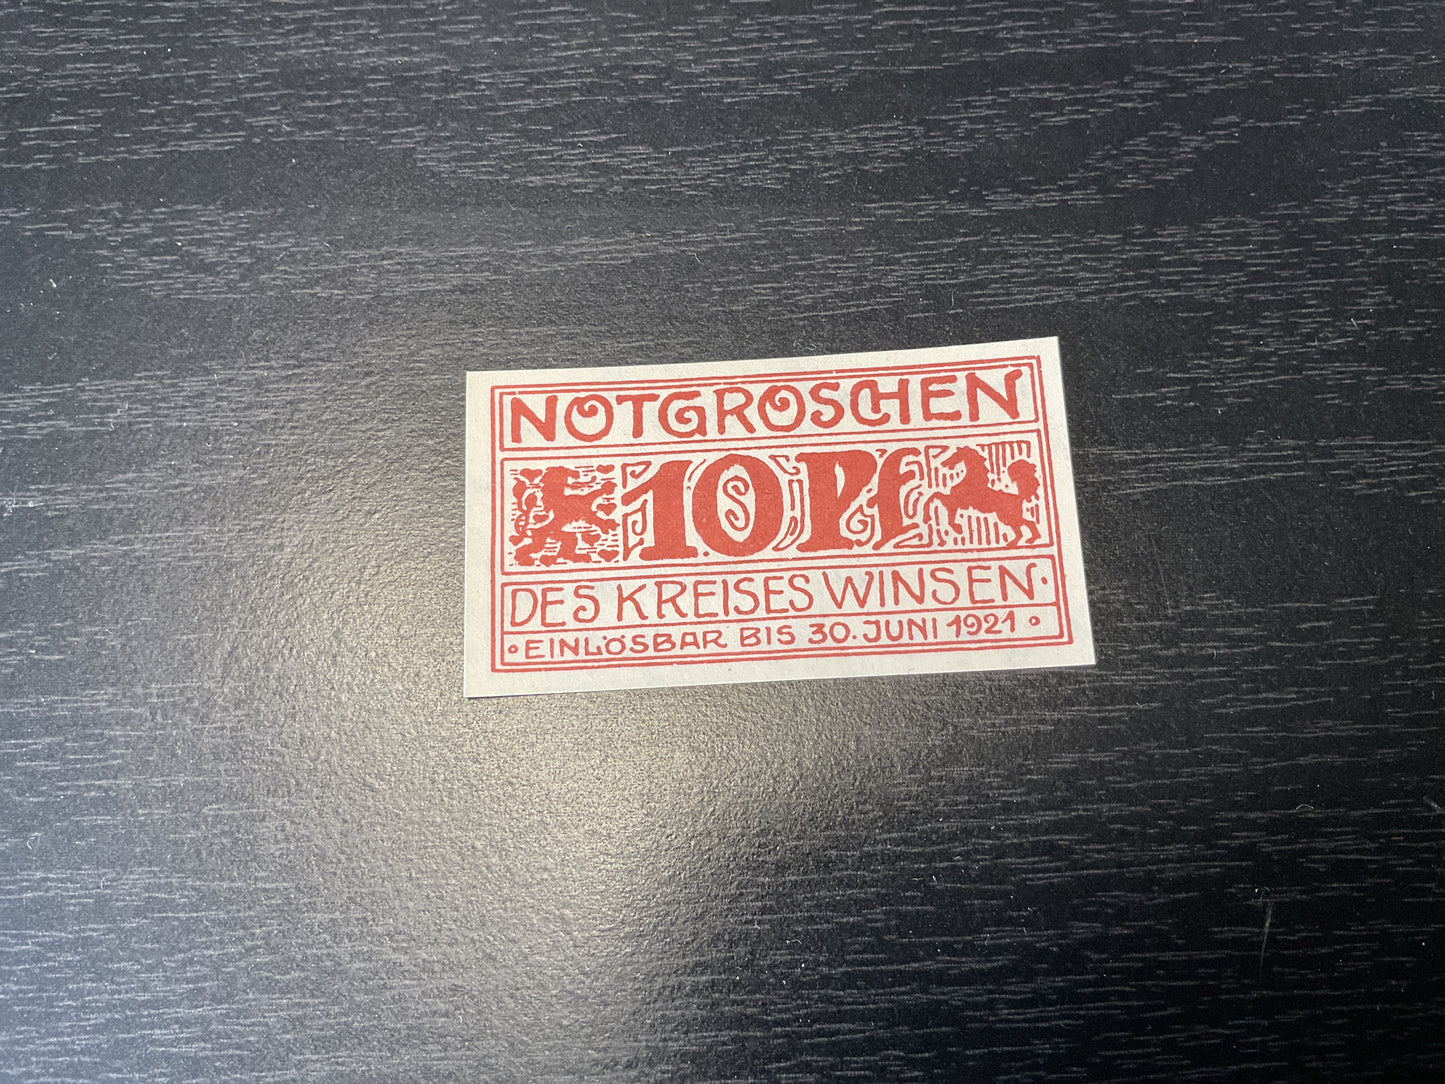 NOTGROSCHEN
10 PF
DES KREISES WINSEN·
◦EINLÖSBAR BIS 30. JUNI 1921◦